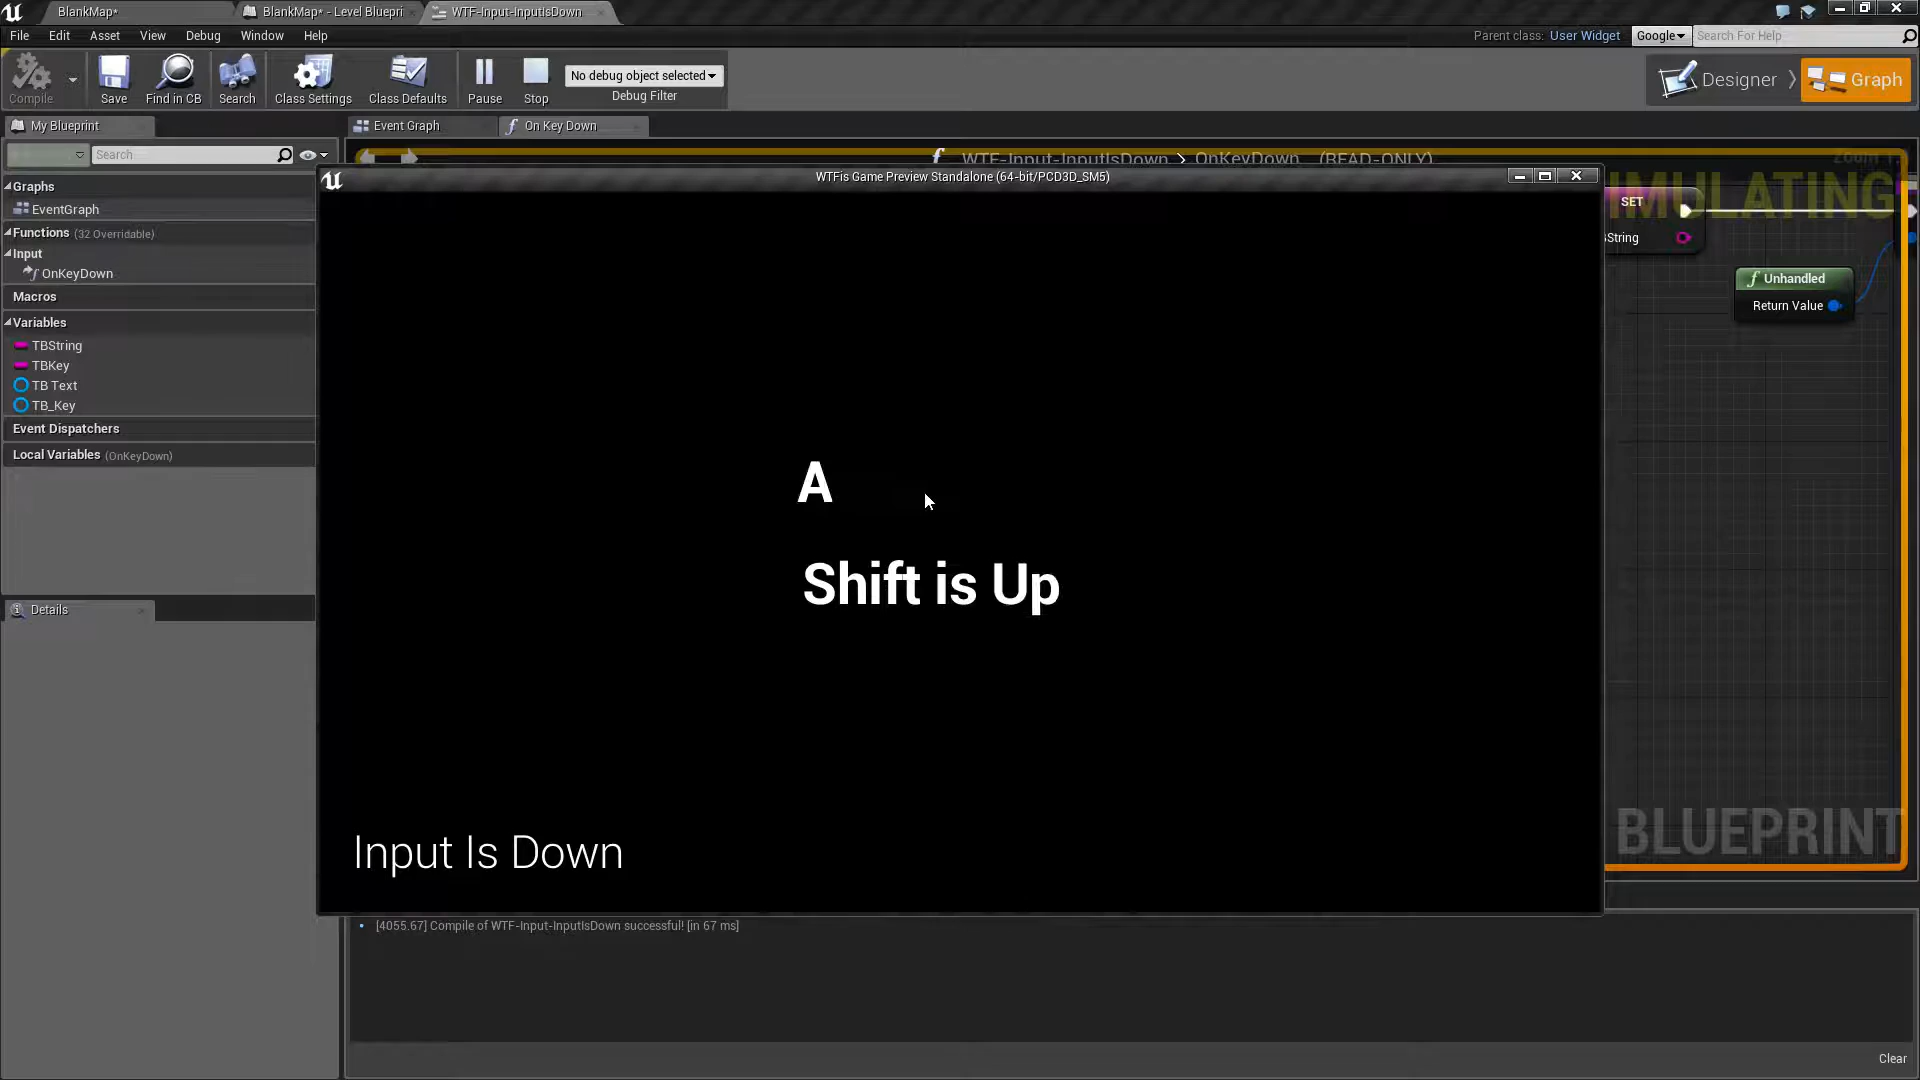 BlankMap*
BlankMap* - Level Bluepri
WTF-Input-InputIsDown
File Edit Asset View Debug Window Help
Parent class: User Widget
Google
Search For Help
Compile
Save
Find in CB
Search
Class Settings
Class Defaults
Pause
Stop
No debug object selected
Debug Filter
Designer
Graph
My Blueprint
Event Graph
On Key Down
Search
WTF-Input-InputIsDown > OnKeyDown (READ-ONLY)
WTFis Game Preview Standalone (64-bit/PCD3D_SM5)
IMULATING
Graphs
EventGraph
Functions (32 Overridable)
Input
OnKeyDown
Macros
Variables
TBString
TBKey
TB Text
TB_Key
Event Dispatchers
Local Variables (OnKeyDown)
Details
SET
String
Unhandled
Return Value
A
Shift is Up
Input Is Down
BLUEPRINT
[4055.67] Compile of WTF-Input-InputIsDown successful! [in 67 ms]
Clear